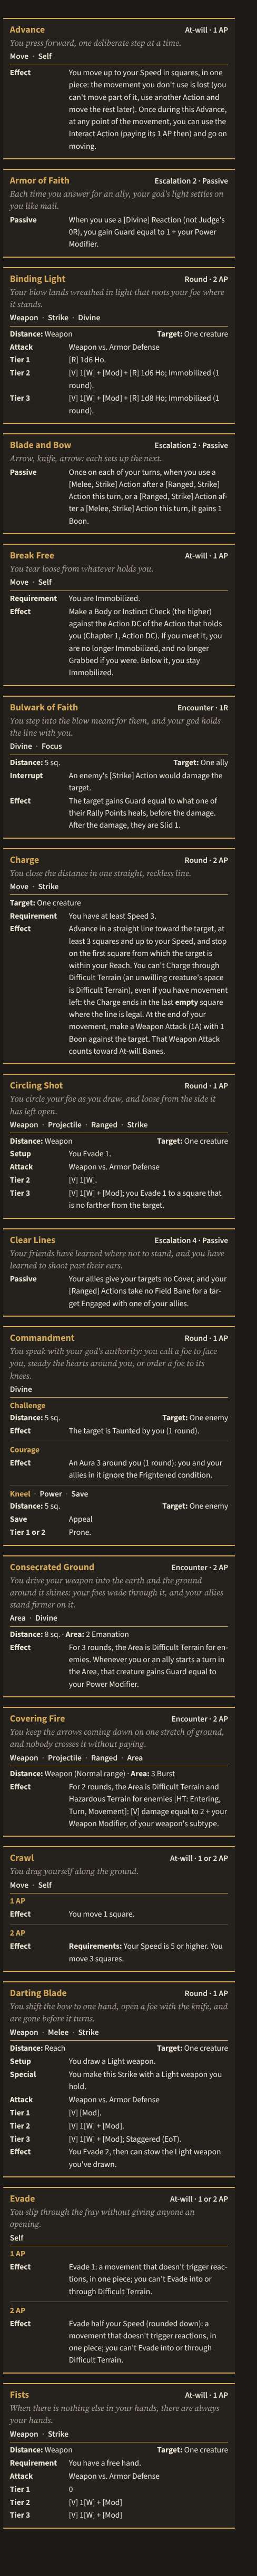 Advance At-will · 1 AP
You press forward, one deliberate step at a time.
Move · Self
Effect You move up to your Speed in squares, in one
piece: the movement you don't use is lost (you
can't move part of it, use another Action and
move the rest later). Once during this Advance,
at any point of the movement, you can use the
Interact Action (paying its 1 AP then) and go on
moving.
Armor of Faith Escalation 2 · Passive
Each time you answer for an ally, your god's light settles on
you like mail.
Passive When you use a [Divine] Reaction (not Judge's
0R), you gain Guard equal to 1 + your Power
Modifier.
Binding Light Round · 2 AP
Your blow lands wreathed in light that roots your foe where
it stands.
Weapon · Strike · Divine
Distance: Weapon Target: One creature
Attack Weapon vs. Armor Defense
Tier 1 [R] 1d6 Ho.
Tier 2 [V] 1[W] + [Mod] + [R] 1d6 Ho; Immobilized (1
round).
Tier 3 [V] 1[W] + [Mod] + [R] 1d8 Ho; Immobilized (1
round).
Blade and Bow Escalation 2 · Passive
Arrow, knife, arrow: each sets up the next.
Passive Once on each of your turns, when you use a
[Melee, Strike] Action after a [Ranged, Strike]
Action this turn, or a [Ranged, Strike] Action af-
ter a [Melee, Strike] Action this turn, it gains 1
Boon.
Break Free At-will · 1 AP
You tear loose from whatever holds you.
Move · Self
Requirement You are Immobilized.
Effect Make a Body or Instinct Check (the higher)
against the Action DC of the Action that holds
you (Chapter 1, Action DC). If you meet it, you
are no longer Immobilized, and no longer
Grabbed if you were. Below it, you stay
Immobilized.
Bulwark of Faith Encounter · 1R
You step into the blow meant for them, and your god holds
the line with you.
Divine · Focus
Distance: 5 sq. Target: One ally
Interrupt An enemy's [Strike] Action would damage the
target.
Effect The target gains Guard equal to what one of
their Rally Points heals, before the damage.
After the damage, they are Slid 1.
Charge Round · 2 AP
You close the distance in one straight, reckless line.
Move · Strike
Target: One creature
Requirement You have at least Speed 3.
Effect Advance in a straight line toward the target, at
least 3 squares and up to your Speed, and stop
on the first square from which the target is
within your Reach. You can't Charge through
Difficult Terrain (an unwilling creature's space
is Difficult Terrain), even if you have movement
left: the Charge ends in the last empty square
where the line is legal. At the end of your
movement, make a Weapon Attack (1A) with 1
Boon against the target. That Weapon Attack
counts toward At-will Banes.
Circling Shot Round · 1 AP
You circle your foe as you draw, and loose from the side it
has left open.
Weapon · Projectile · Ranged · Strike
Distance: Weapon Target: One creature
Setup You Evade 1.
Attack Weapon vs. Armor Defense
Tier 2 [V] 1[W].
Tier 3 [V] 1[W] + [Mod]; you Evade 1 to a square that
is no farther from the target.
Clear Lines Escalation 4 · Passive
Your friends have learned where not to stand, and you have
learned to shoot past their ears.
Passive Your allies give your targets no Cover, and your
[Ranged] Actions take no Field Bane for a tar-
get Engaged with one of your allies.
Commandment Round · 1 AP
You speak with your god's authority: you call a foe to face
you, steady the hearts around you, or order a foe to its
knees.
Divine
Challenge
Distance: 5 sq. Target: One enemy
Effect The target is Taunted by you (1 round).
Courage
Effect An Aura 3 around you (1 round): you and your
allies in it ignore the Frightened condition.
Kneel · Power · Save
Distance: 5 sq. Target: One enemy
Save Appeal
Tier 1 or 2 Prone.
Consecrated Ground Encounter · 2 AP
You drive your weapon into the earth and the ground
around it shines: your foes wade through it, and your allies
stand firmer on it.
Area · Divine
Distance: 8 sq. · Area: 2 Emanation
Effect For 3 rounds, the Area is Difficult Terrain for en-
emies. Whenever you or an ally starts a turn in
the Area, that creature gains Guard equal to
your Power Modifier.
Covering Fire Encounter · 2 AP
You keep the arrows coming down on one stretch of ground,
and nobody crosses it without paying.
Weapon · Projectile · Ranged · Area
Distance: Weapon (Normal range) · Area: 3 Burst
Effect For 2 rounds, the Area is Difficult Terrain and
Hazardous Terrain for enemies [HT: Entering,
Turn, Movement]: [V] damage equal to 2 + your
Weapon Modifier, of your weapon's subtype.
Crawl At-will · 1 or 2 AP
You drag yourself along the ground.
Move · Self
1 AP
Effect You move 1 square.
2 AP
Effect Requirements: Your Speed is 5 or higher. You
move 3 squares.
Darting Blade Round · 1 AP
You shift the bow to one hand, open a foe with the knife, and
are gone before it turns.
Weapon · Melee · Strike
Distance: Reach Target: One creature
Setup You draw a Light weapon.
Special You make this Strike with a Light weapon you
hold.
Attack Weapon vs. Armor Defense
Tier 1 [V] [Mod].
Tier 2 [V] 1[W] + [Mod].
Tier 3 [V] 1[W] + [Mod]; Staggered (EoT).
Effect You Evade 2, then can stow the Light weapon
you've drawn.
Evade At-will · 1 or 2 AP
You slip through the fray without giving anyone an
opening.
Self
1 AP
Effect Evade 1: a movement that doesn't trigger reac-
tions, in one piece; you can't Evade into or
through Difficult Terrain.
2 AP
Effect Evade half your Speed (rounded down): a
movement that doesn't trigger reactions, in
one piece; you can't Evade into or through
Difficult Terrain.
Fists At-will · 1 AP
When there is nothing else in your hands, there are always
your hands.
Weapon · Strike
Distance: Weapon Target: One creature
Requirement You have a free hand.
Attack Weapon vs. Armor Defense
Tier 1 0
Tier 2 [V] 1[W] + [Mod]
Tier 3 [V] 1[W] + [Mod]